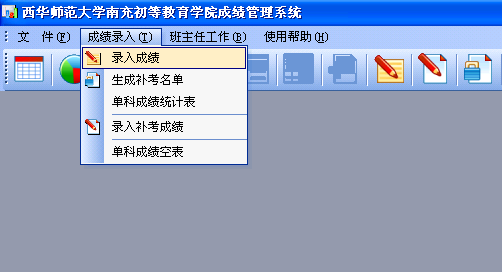 西华师范大学南充初等教育学院成绩管理系统
文 件(F) 成绩录入(I) 班主任工作(B) 使用帮助(H)
录入成绩
生成补考名单
单科成绩统计表
录入补考成绩
单科成绩空表